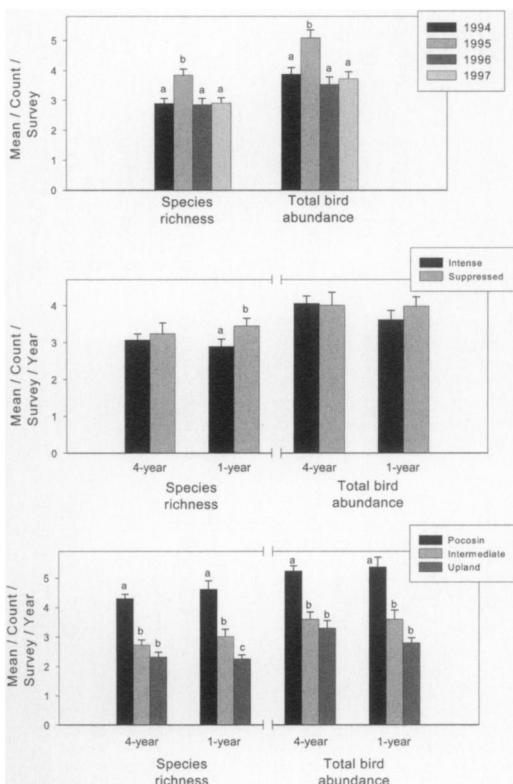 1994
1995
1996
1997
Mean / Count /
Survey
5
4
3
2
1
0
a
b
a
a
a
b
a
a
Species
richness
Total bird
abundance
Intense
Suppressed
Mean / Count /
Survey / Year
4
3
2
1
0
a
b
4-year
1-year
4-year
1-year
Species
richness
Total bird
abundance
Pocosin
Intermediate
Upland
Mean / Count /
Survey / Year
5
4
3
2
1
0
a
b
b
a
b
c
a
b
b
a
b
b
4-year
1-year
4-year
1-year
Species
richness
Total bird
abundance